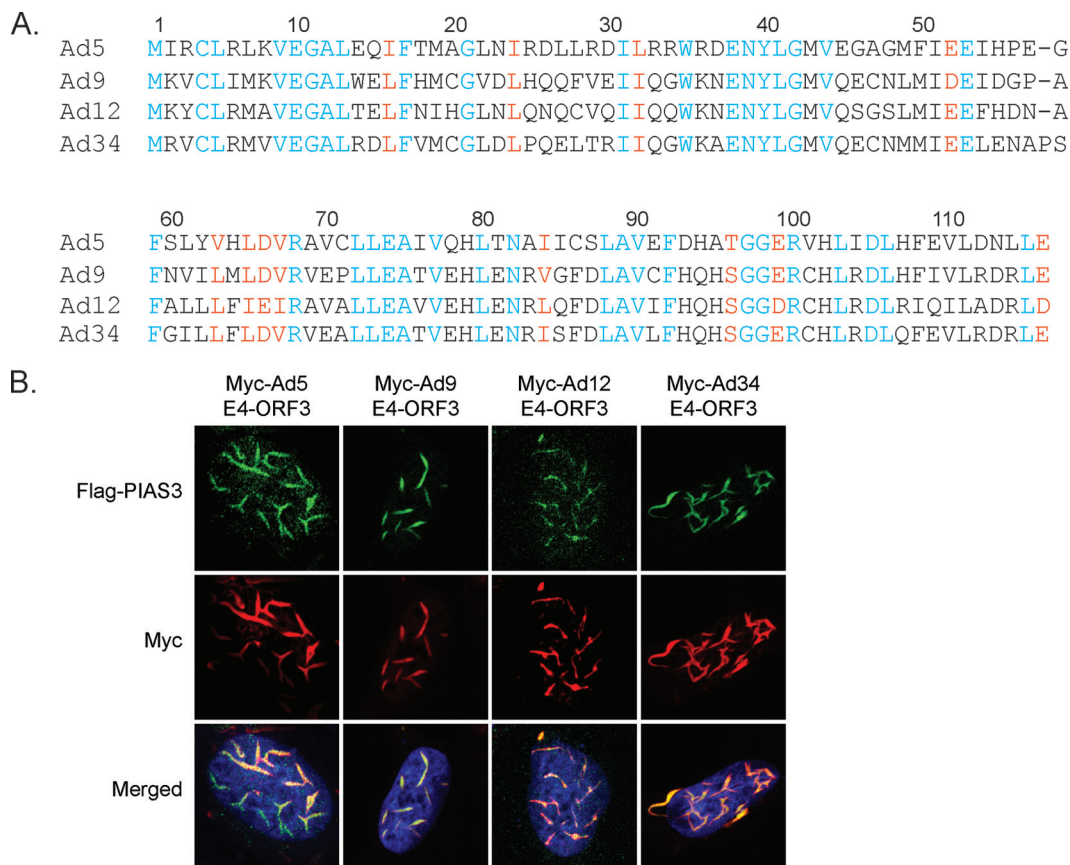 A.
1 10 20 30 40 50
Ad5 MIRCLRLKVEGALEQIFTMAGLNIRDLLRDILRRWRDENYLGMVEGAGMFIEEIHPE-G
Ad9 MKVCLIMKVEGALWELFHMCGVDLHQQFVEIIQGWKNENYLGMVQECNLMIDEIDGP-A
Ad12 MKYCLRMAVEGALTELFNIHGLNLQNQCVQIIQQWKNENYLGMVQSGSLMIEEFHDN-A
Ad34 MRVCLRMVVEGALRDLFVMCGLDLPQELTRIIQGWKAENYLGMVQECNMMIEELENAPS
60 70 80 90 100 110
Ad5 FSLYVHLDVRAVCLLEAIVQHLTNAIICSLAVEFDHATGGERVHLIDLHFEVLDNLLE
Ad9 FNVILMLDVRVEPLLEATVEHLENRVGFDLAVCFHQHSGGERCHLRDLHFIVLRDRLE
Ad12 FALLLFIEIRAVALLEAVVEHLENRLQFDLAVIFHQHSGGDRCHLRDLRIQILADRLD
Ad34 FGILLFLDVRVEALLEATVEHLENRISFDLAVLFHQHSGGERCHLRDLQFEVLRDRLE
B.
Myc-Ad5 Myc-Ad9 Myc-Ad12 Myc-Ad34
E4-ORF3 E4-ORF3 E4-ORF3 E4-ORF3
Flag-PIAS3
Myc
Merged